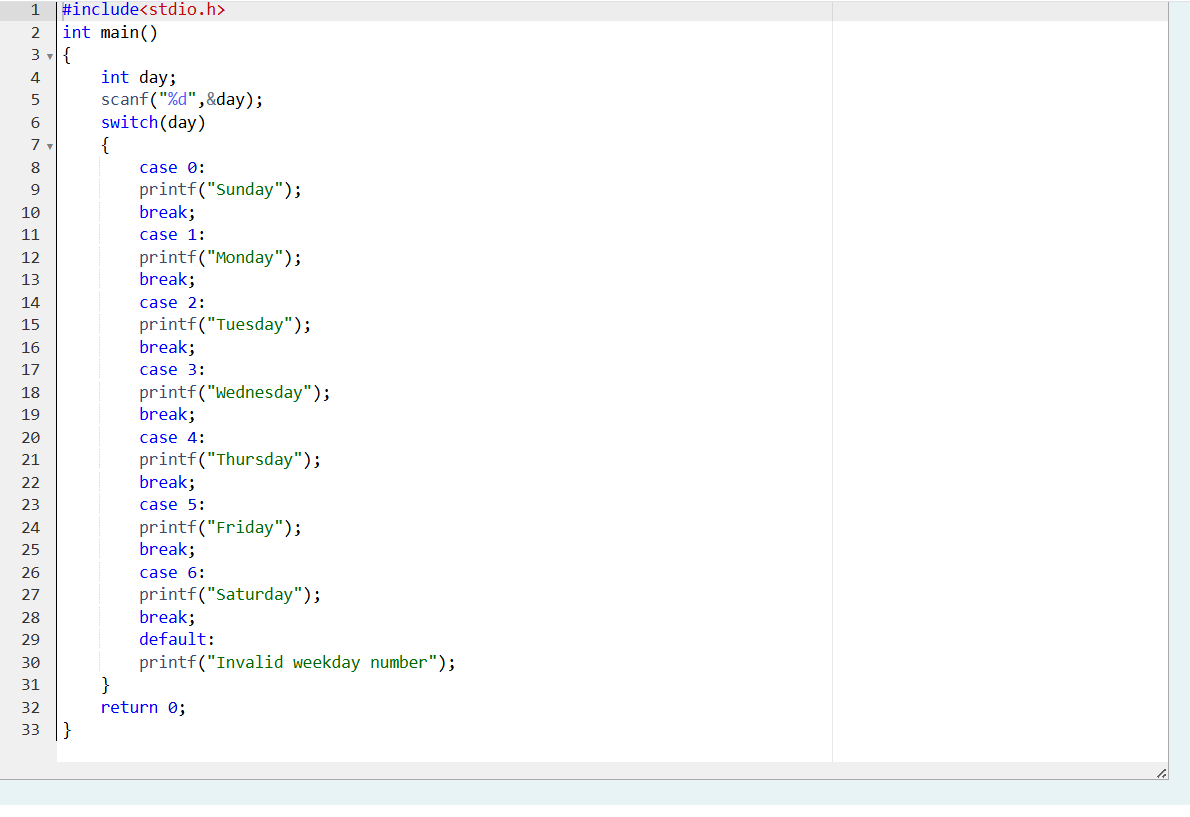 1 #include<stdio.h>
2 int main()
3 {
4     int day;
5     scanf("%d",&day);
6     switch(day)
7     {
8         case 0:
9         printf("Sunday");
10         break;
11         case 1:
12         printf("Monday");
13         break;
14         case 2:
15         printf("Tuesday");
16         break;
17         case 3:
18         printf("Wednesday");
19         break;
20         case 4:
21         printf("Thursday");
22         break;
23         case 5:
24         printf("Friday");
25         break;
26         case 6:
27         printf("Saturday");
28         break;
29         default:
30         printf("Invalid weekday number");
31     }
32     return 0;
33 }